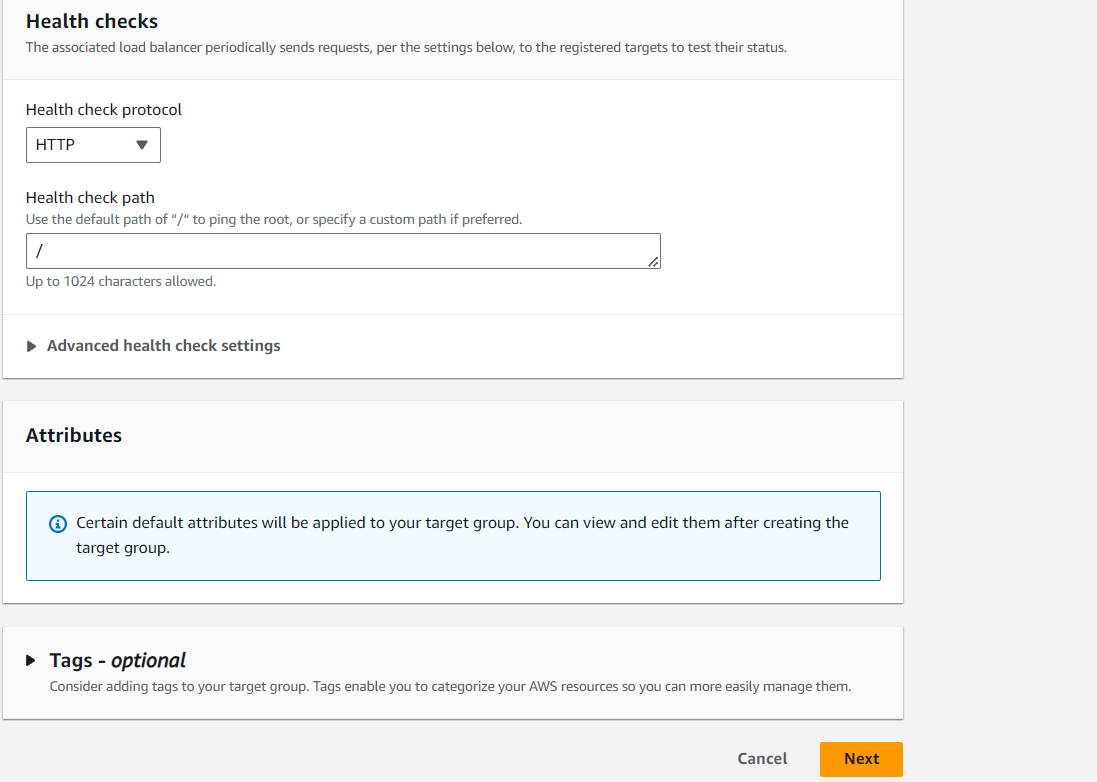 Health checks
The associated load balancer periodically sends requests, per the settings below, to the registered targets to test their status.
Health check protocol
HTTP
Health check path
Use the default path of “/“ to ping the root, or specify a custom path if preferred.
/
Up to 1024 characters allowed.
Advanced health check settings
Attributes
Certain default attributes will be applied to your target group. You can view and edit them after creating the
target group.
Tags - optional
Consider adding tags to your target group. Tags enable you to categorize your AWS resources so you can more easily manage them.
Cancel
Next